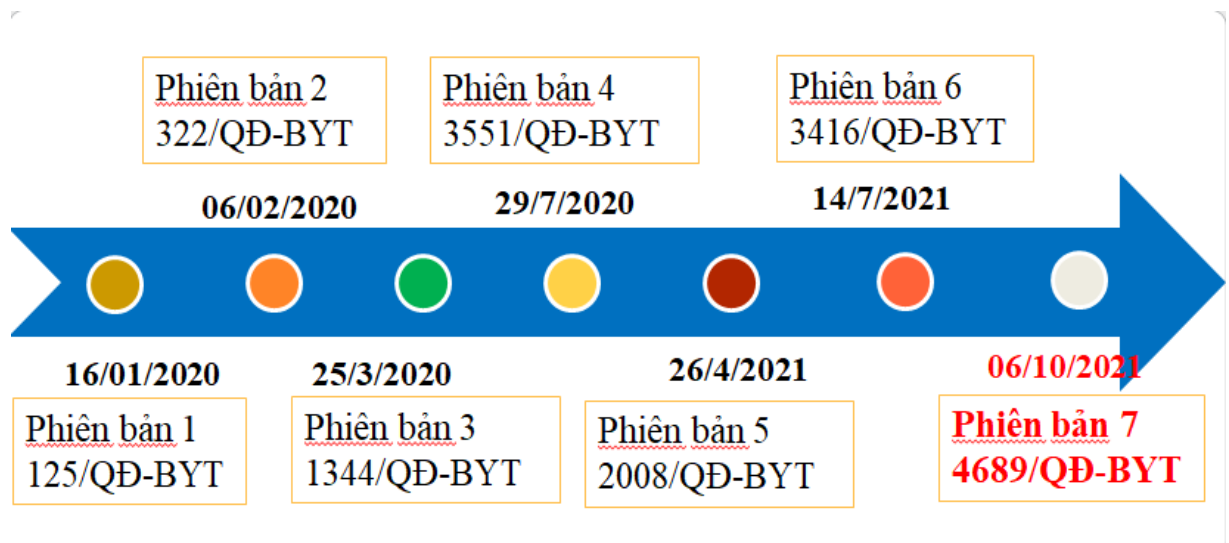 Phiên bản 2
322/QĐ-BYT
Phiên bản 4
3551/QĐ-BYT
Phiên bản 6
3416/QĐ-BYT
06/02/2020
29/7/2020
14/7/2021
16/01/2020
25/3/2020
26/4/2021
06/10/2021
Phiên bản 1
125/QĐ-BYT
Phiên bản 3
1344/QĐ-BYT
Phiên bản 5
2008/QĐ-BYT
Phiên bản 7
4689/QĐ-BYT